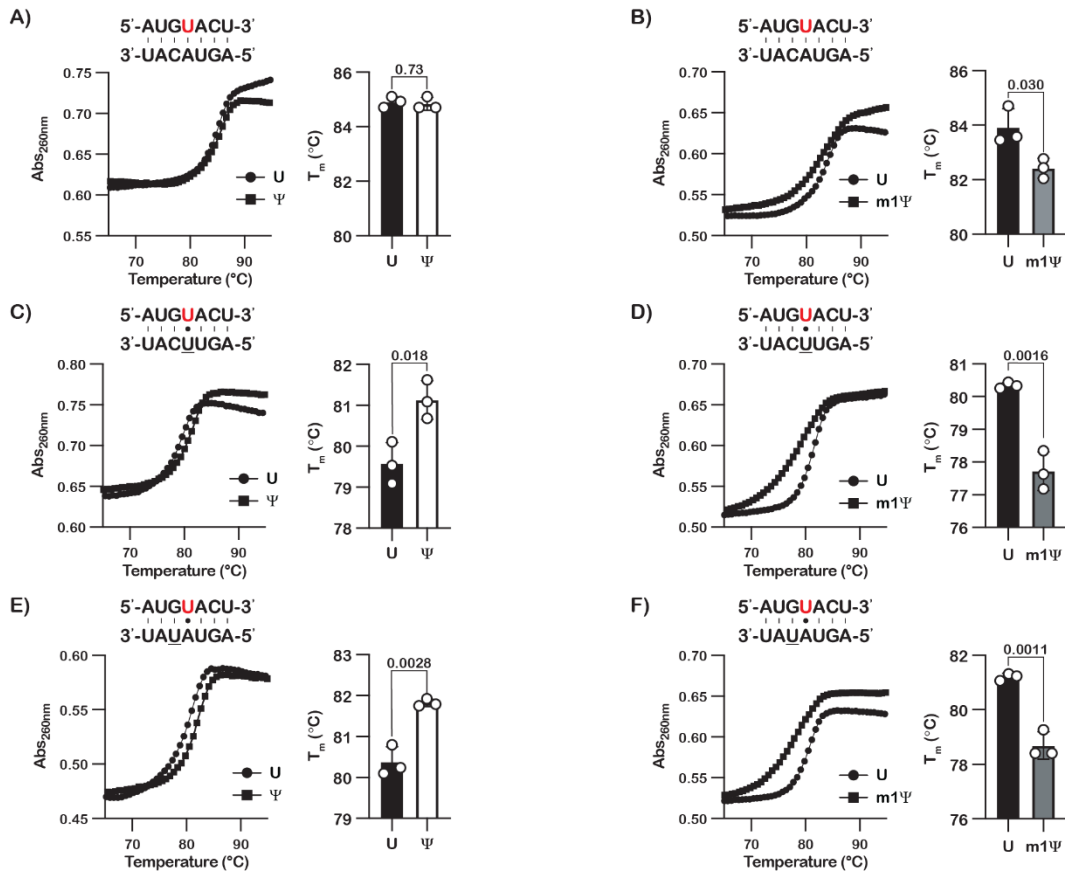 A)
5'-AUGUACU-3'
3'-UACAUGA-5'
0.75
0.70
0.65
0.60
0.55
Abs260nm
70 80 90
Temperature (°C)
U
Ψ
86
84
82
80
Tm (°C)
0.73
U Ψ
B)
5'-AUGUACU-3'
3'-UACAUGA-5'
0.70
0.65
0.60
0.55
0.50
Abs260nm
70 80 90
Temperature (°C)
U
m1Ψ
86
84
82
80
Tm (°C)
0.030
U m1Ψ
C)
5'-AUGUACU-3'
3'-UACUUGA-5'
0.80
0.75
0.70
0.65
0.60
Abs260nm
70 80 90
Temperature (°C)
U
Ψ
82
81
80
79
78
Tm (°C)
0.018
U Ψ
D)
5'-AUGUACU-3'
3'-UACUUGA-5'
0.70
0.65
0.60
0.55
0.50
Abs260nm
70 80 90
Temperature (°C)
U
m1Ψ
81
80
78
77
76
Tm (°C)
0.0016
U m1Ψ
E)
5'-AUGUACU-3'
3'-UAUAUGA-5'
0.60
0.55
0.50
0.45
Abs260nm
70 80 90
Temperature (°C)
U
Ψ
83
82
81
80
79
Tm (°C)
0.0028
U Ψ
F)
5'-AUGUACU-3'
3'-UAUAUGA-5'
0.70
0.65
0.60
0.55
0.50
Abs260nm
70 80 90
Temperature (°C)
U
m1Ψ
82
80
78
76
Tm (°C)
0.0011
U m1Ψ